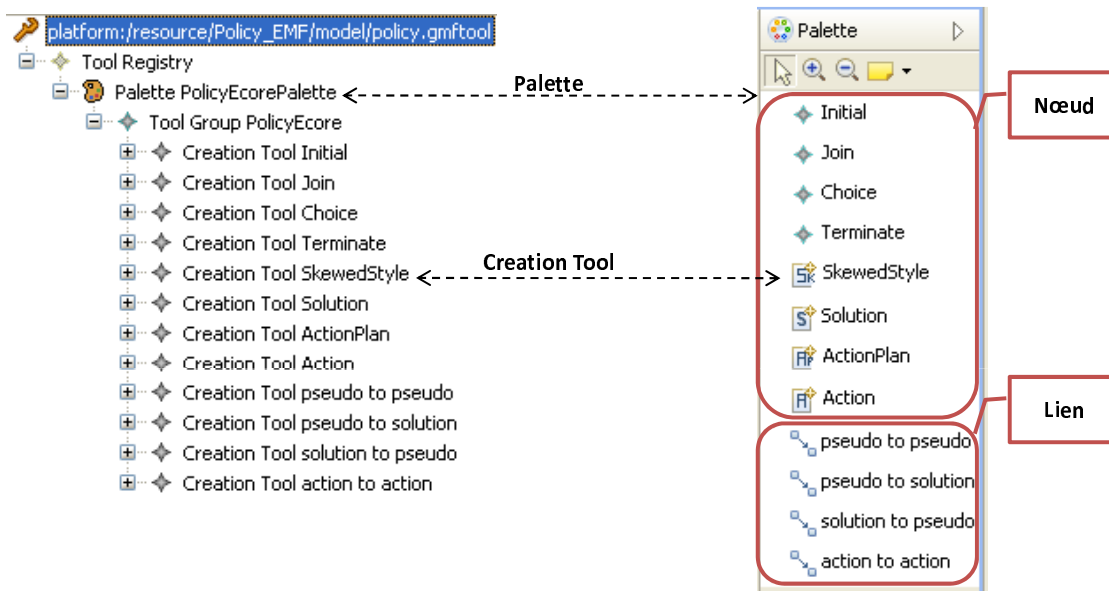 platform:/resource/Policy_EMF/model/policy.gmftool
Tool Registry
Palette PolicyEcorePalette
Tool Group PolicyEcore
Creation Tool Initial
Creation Tool Join
Creation Tool Choice
Creation Tool Terminate
Creation Tool SkewedStyle
Creation Tool Solution
Creation Tool ActionPlan
Creation Tool Action
Creation Tool pseudo to pseudo
Creation Tool pseudo to solution
Creation Tool solution to pseudo
Creation Tool action to action
Palette
Creation Tool
Palette
Initial
Join
Choice
Terminate
SkewedStyle
Solution
ActionPlan
Action
pseudo to pseudo
pseudo to solution
solution to pseudo
action to action
Nœud
Lien